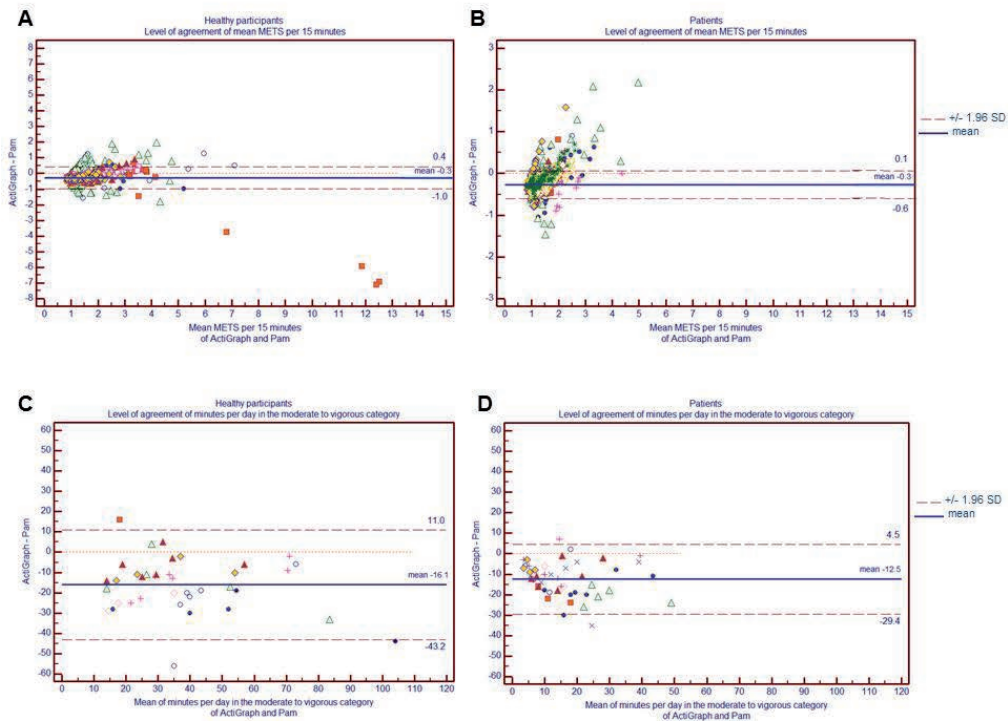 A
Healthy participants
Level of agreement of mean METS per 15 minutes
8
7
6
5
4
3
2
1
0
-1
-2
-3
-4
-5
-6
-7
-8
ActiGraph - Pam
0.4
mean -0.3
-1.0
0 1 2 3 4 5 6 7 8 9 10 11 12 13 14 15
Mean METS per 15 minutes
of ActiGraph and Pam
B
Patients
Level of agreement of mean METS per 15 minutes
3
2
1
0
-1
-2
-3
ActiGraph - Pam
0.1
mean -0.3
-0.6
0 1 2 3 4 5 6 7 8 9 10 11 12 13 14 15
Mean METS per 15 minutes
of ActiGraph and Pam
+/- 1.96 SD
mean
C
Healthy participants
Level of agreement of minutes per day in the moderate to vigorous category
60
50
40
30
20
10
0
-10
-20
-30
-40
-50
-60
ActiGraph - Pam
11.0
mean -16.1
-43.2
0 10 20 30 40 50 60 70 80 90 100 110 120
Mean of minutes per day in the moderate to vigorous category
of ActiGraph and Pam
D
Patients
Level of agreement of minutes per day in the moderate to vigorous category
60
50
40
30
20
10
0
-10
-20
-30
-40
-50
-60
ActiGraph - Pam
4.5
mean -12.5
-29.4
0 10 20 30 40 50 60 70 80 90 100 110 120
Mean of minutes per day in the moderate to vigorous category
of ActiGraph and Pam
+/- 1.96 SD
mean